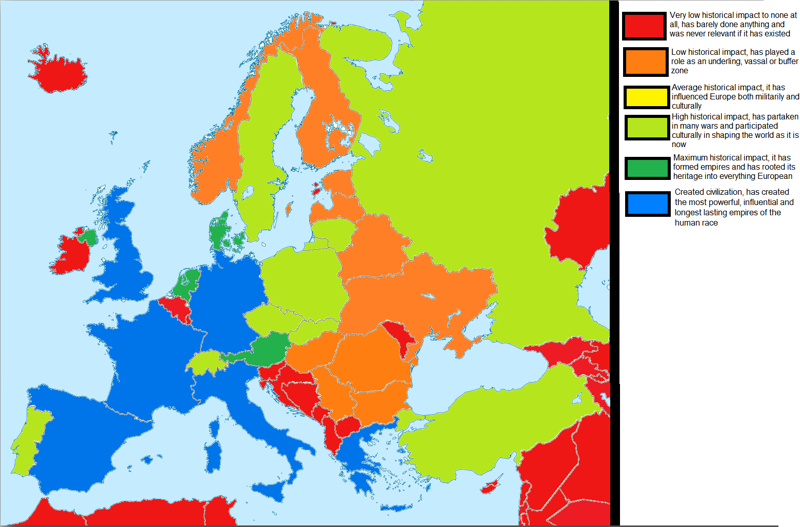 Very low historical impact to none at
all, has barely done anything and
was never relevant if it has existed
Low historical impact, has played a
role as an underling, vassal or buffer
zone
Average historical impact, it has
influenced Europe both militarily and
culturally
High historical impact, has partaken
in many wars and participated
culturally in shaping the world as it is
now
Maximum historical impact, it has
formed empires and has rooted its
heritage into everything European
Created civilization, has created
the most powerful, influential and
longest lasting empires of the
human race